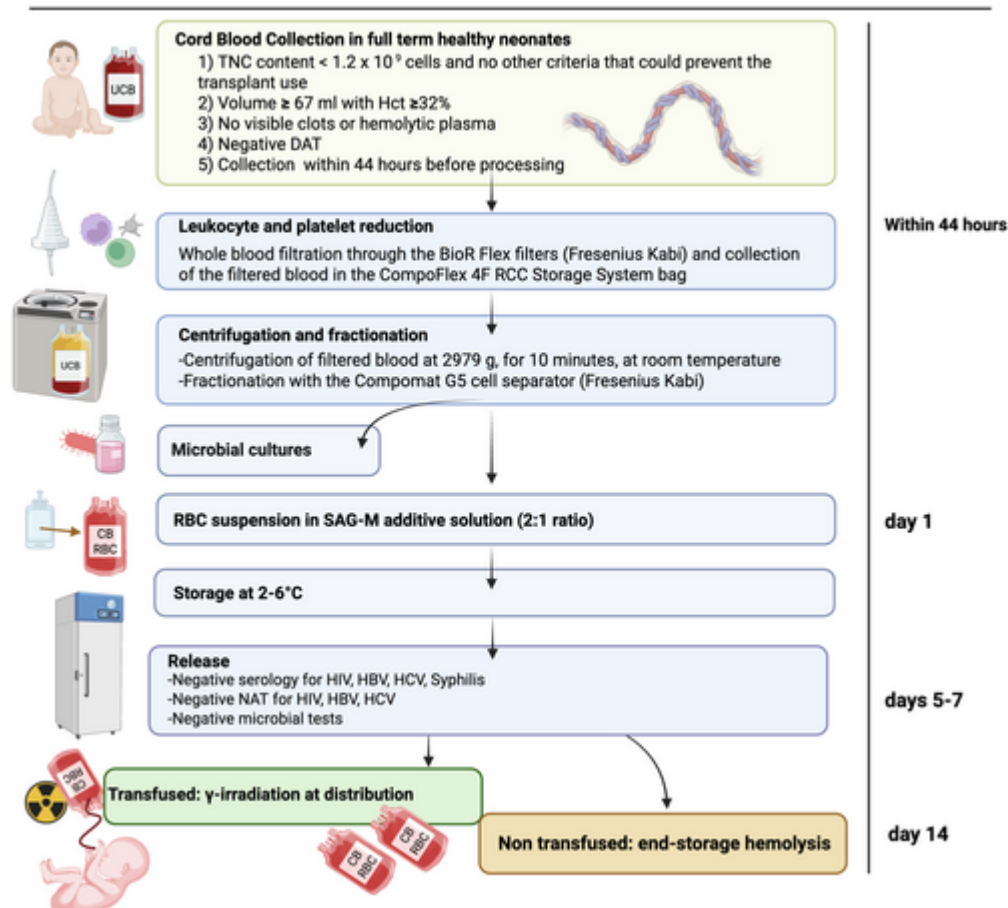 Cord Blood Collection in full term healthy neonates
1) TNC content < 1.2 x 10⁹ cells and no other criteria that could prevent the
transplant use
2) Volume ≥ 67 ml with Hct ≥32%
3) No visible clots or hemolytic plasma
4) Negative DAT
5) Collection within 44 hours before processing
UCB
Leukocyte and platelet reduction
Whole blood filtration through the BioR Flex filters (Fresenius Kabi) and collection
of the filtered blood in the CompoFlex 4F RCC Storage System bag
Within 44 hours
Centrifugation and fractionation
-Centrifugation of filtered blood at 2979 g, for 10 minutes, at room temperature
-Fractionation with the Compomat G5 cell separator (Fresenius Kabi)
UCB
Microbial cultures
RBC suspension in SAG-M additive solution (2:1 ratio)
day 1
CB
RBC
Storage at 2-6°C
Release
-Negative serology for HIV, HBV, HCV, Syphilis
-Negative NAT for HIV, HBV, HCV
-Negative microbial tests
days 5-7
CB
RBC
Transfused: γ-irradiation at distribution
CB
RBC
CB
RBC
Non transfused: end-storage hemolysis
day 14